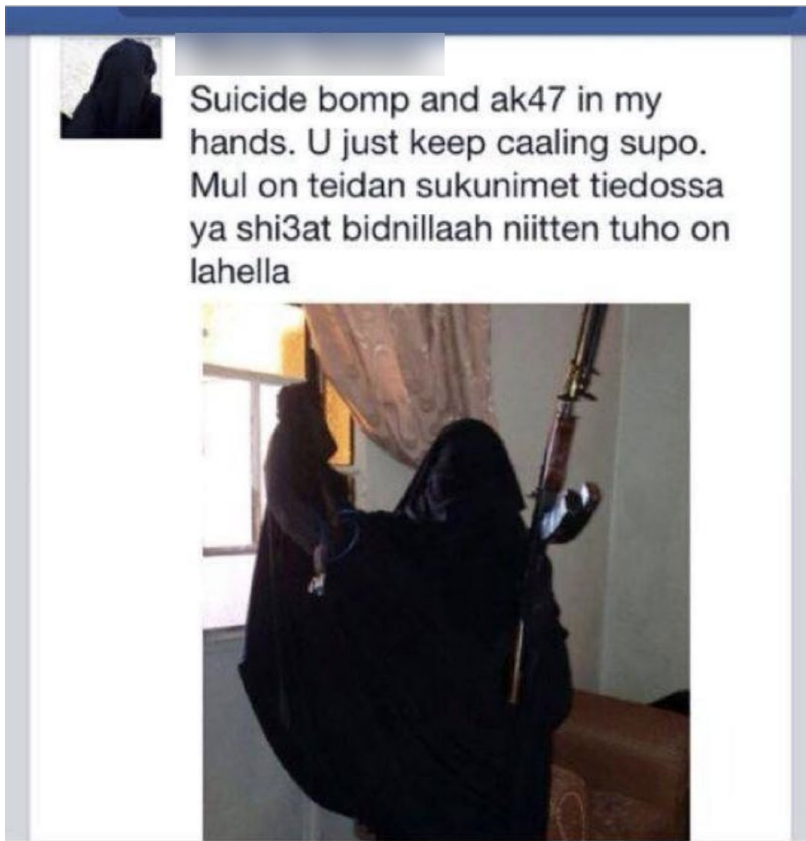 Suicide bomp and ak47 in my
hands. U just keep caaling supo.
Mul on teidan sukunimet tiedossa
ya shi3at bidnillaah niitten tuho on
lahella